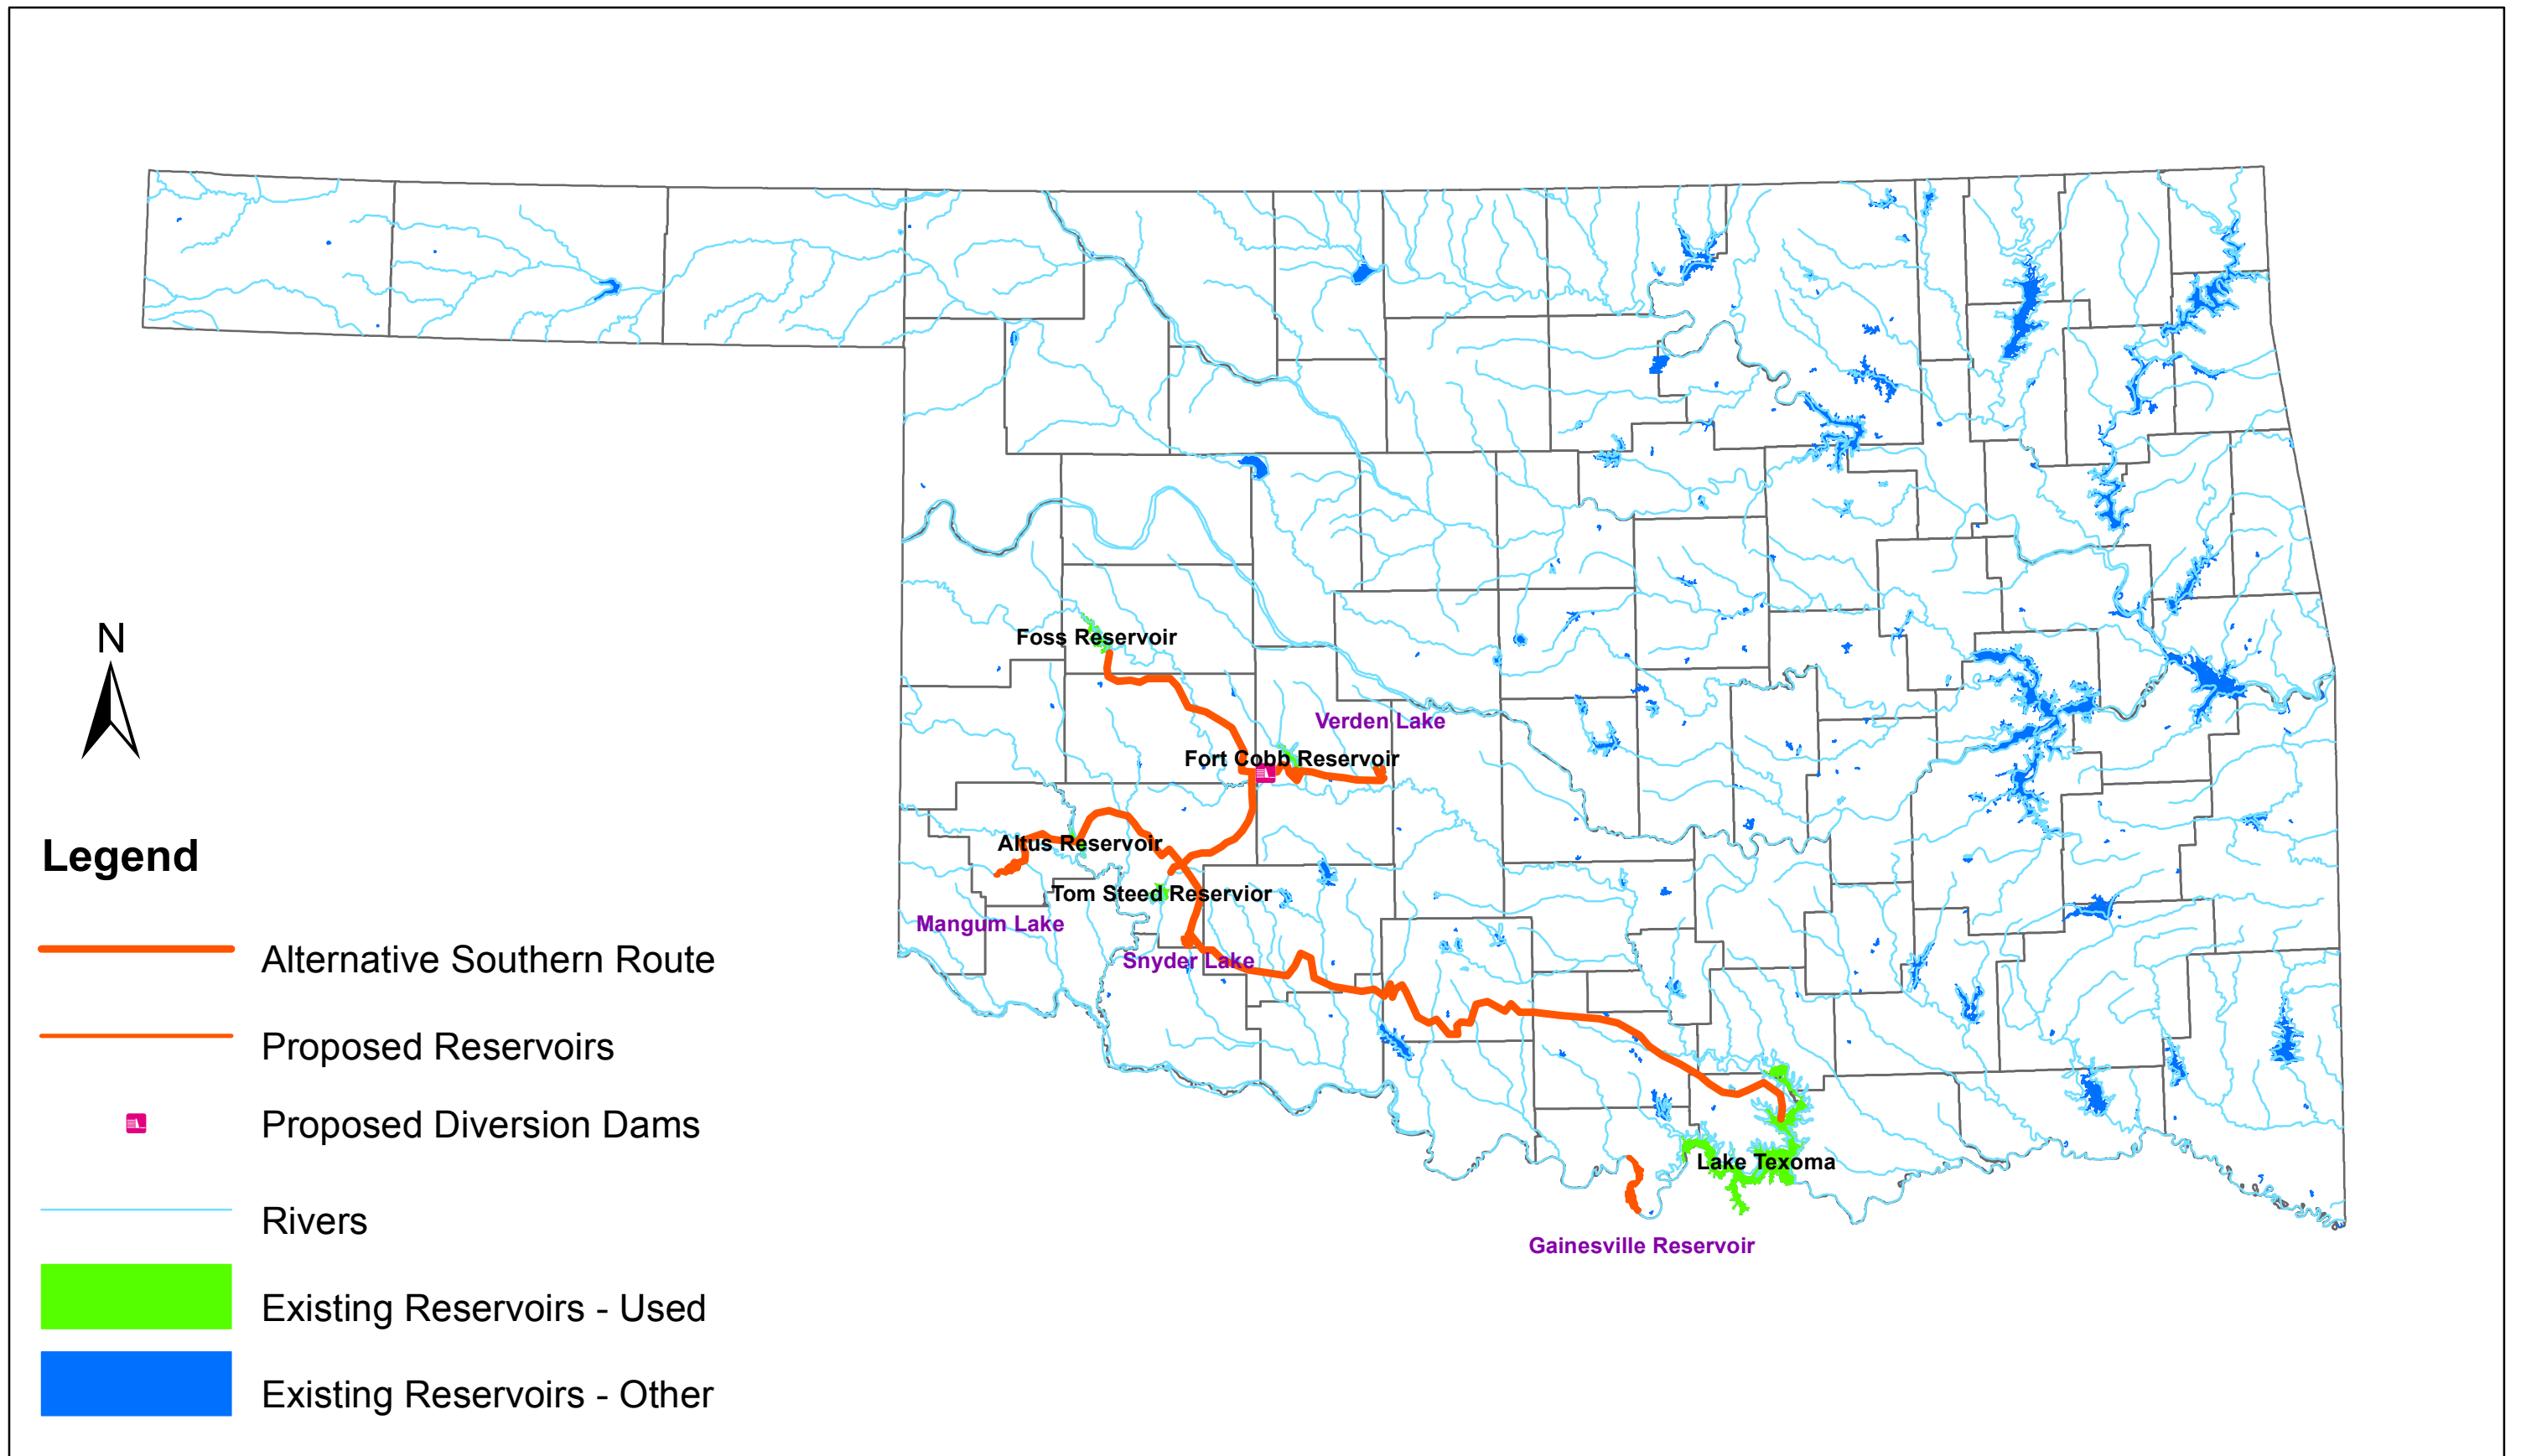 Foss Reservoir
Verden Lake
Fort Cobb Reservoir
Altus Reservoir
Tom Steed Reservior
Mangum Lake
Snyder Lake
Lake Texoma
Gainesville Reservoir
N
Legend
Alternative Southern Route
Proposed Reservoirs
Proposed Diversion Dams
Rivers
Existing Reservoirs - Used
Existing Reservoirs - Other